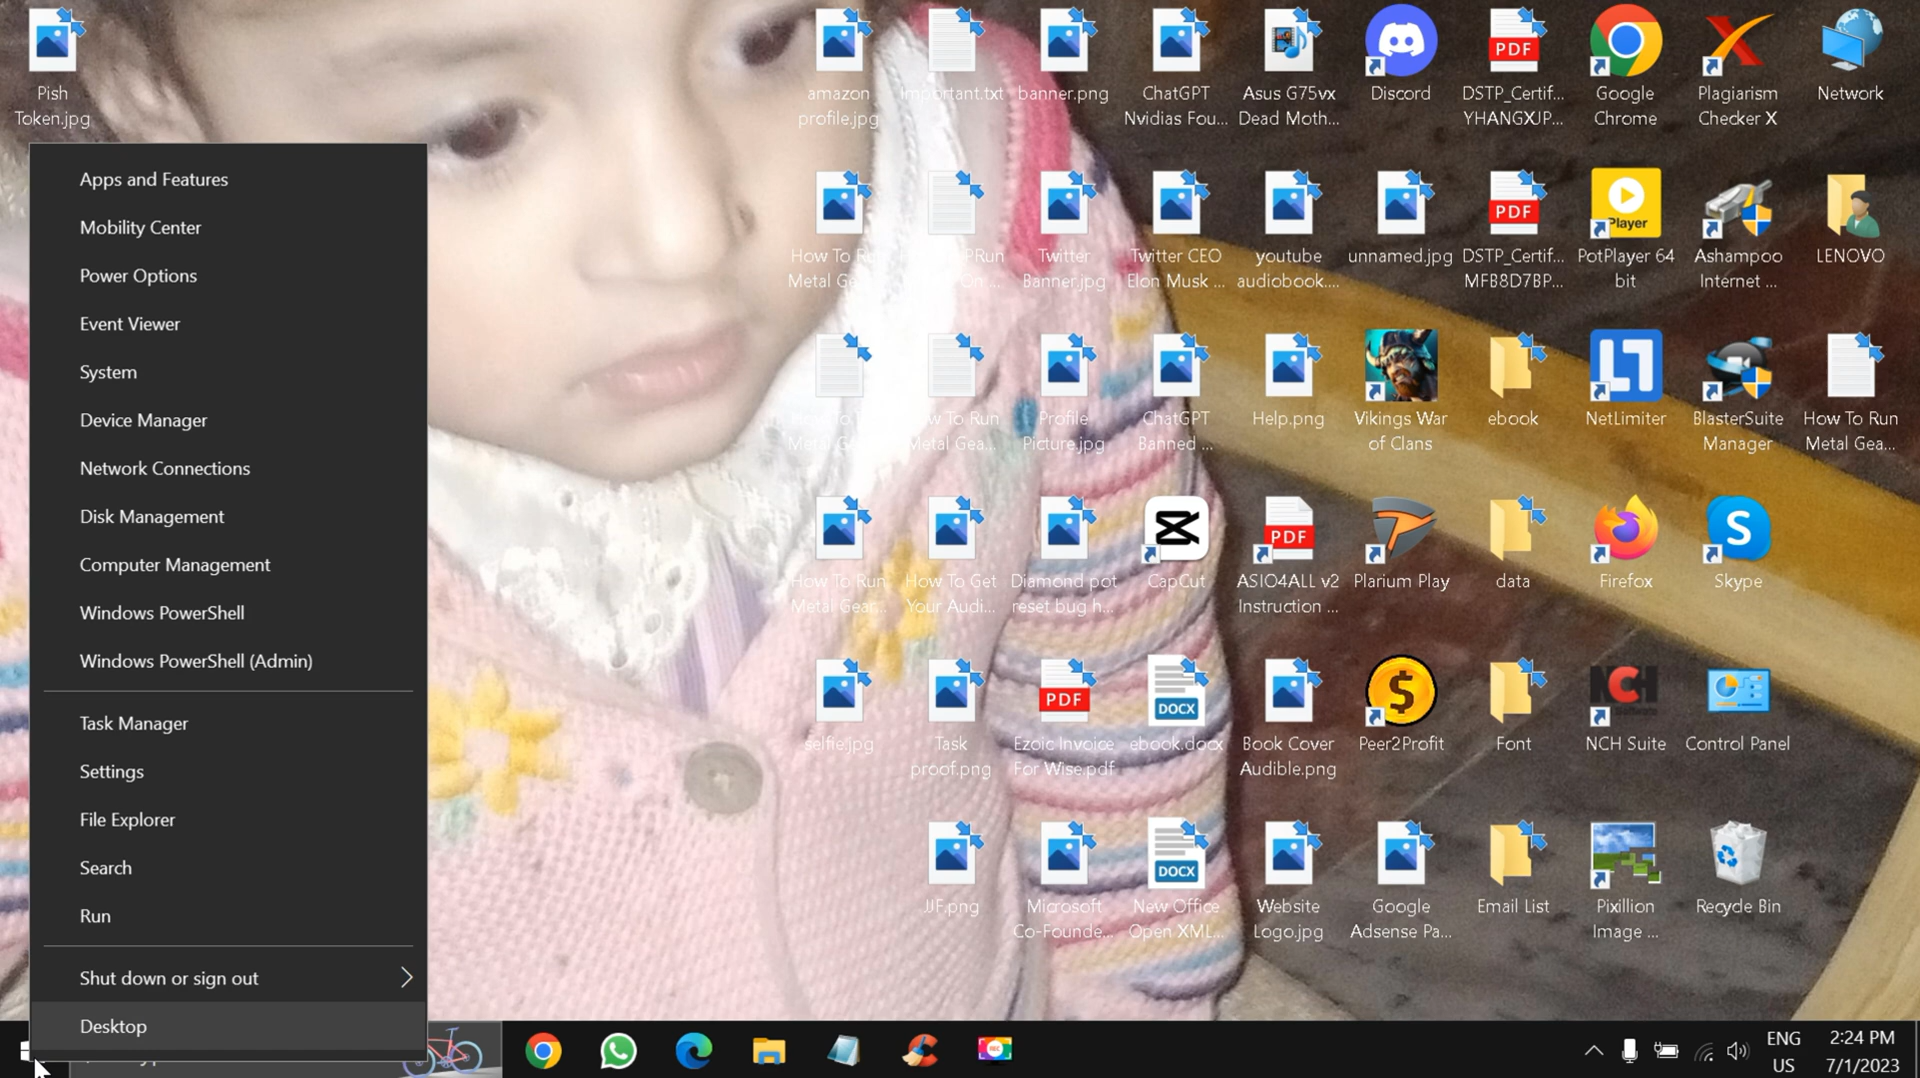 Pish
Token.jpg
amazon
profile.jpg
important.txt
banner.png
ChatGPT
Nvidias Fou...
Asus G75vx
Dead Moth...
Discord
PDF
DSTP_Certif...
YHANGXJP...
Google
Chrome
Plagiarism
Checker X
Network
Apps and Features
Mobility Center
Power Options
Event Viewer
System
Device Manager
Network Connections
Disk Management
Computer Management
Windows PowerShell
Windows PowerShell (Admin)
Task Manager
Settings
File Explorer
Search
Run
Shut down or sign out
Desktop
How To Run
Metal
Twitter
Banner.jpg
Twitter CEO
Elon Musk ...
youtube
audiobook....
unnamed.jpg
PDF
DSTP_Certif...
MFB8D7BP...
Player
PotPlayer 64
bit
Ashampoo
Internet ...
LENOVO
How To
Metal
How To Run
Metal Gea...
Profile
Picture.jpg
ChatGPT
Banned ...
Help.png
Vikings War
of Clans
ebook
NetLimiter
BlasterSuite
Manager
How To Run
Metal Gea...
How To Run
Metal Gear...
How To Get
Your Audi...
Diamond pot
reset bug h...
CapCut
PDF
ASIO4ALL v2
Instruction ...
Plarium Play
data
Firefox
S
Skype
selfie.jpg
Task
proof.png
PDF
Ezoic Invoice
For Wise.pdf
DOCX
ebook.docx
Book Cover
Audible.png
$
Peer2Profit
Font
NCH
NCH Suite
Control Panel
JJF.png
Microsoft
Co-Founde...
DOCX
New Office
Open XML...
Website
Logo.jpg
Google
Adsense Pa...
Email List
Pixillion
Image ...
Recycle Bin
REC
ENG
US
2:24 PM
7/1/2023